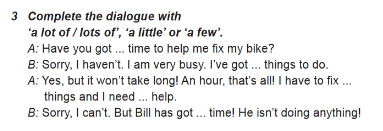 3 Complete the dialogue with
‘a lot of / lots of’, ‘a little’ or ‘a few’.
A: Have you got ... time to help me fix my bike?
B: Sorry, I haven’t. I am very busy. I’ve got ... things to do.
A: Yes, but it won’t take long! An hour, that’s all! I have to fix ...
things and I need ... help.
B: Sorry, I can’t. But Bill has got ... time! He isn’t doing anything!